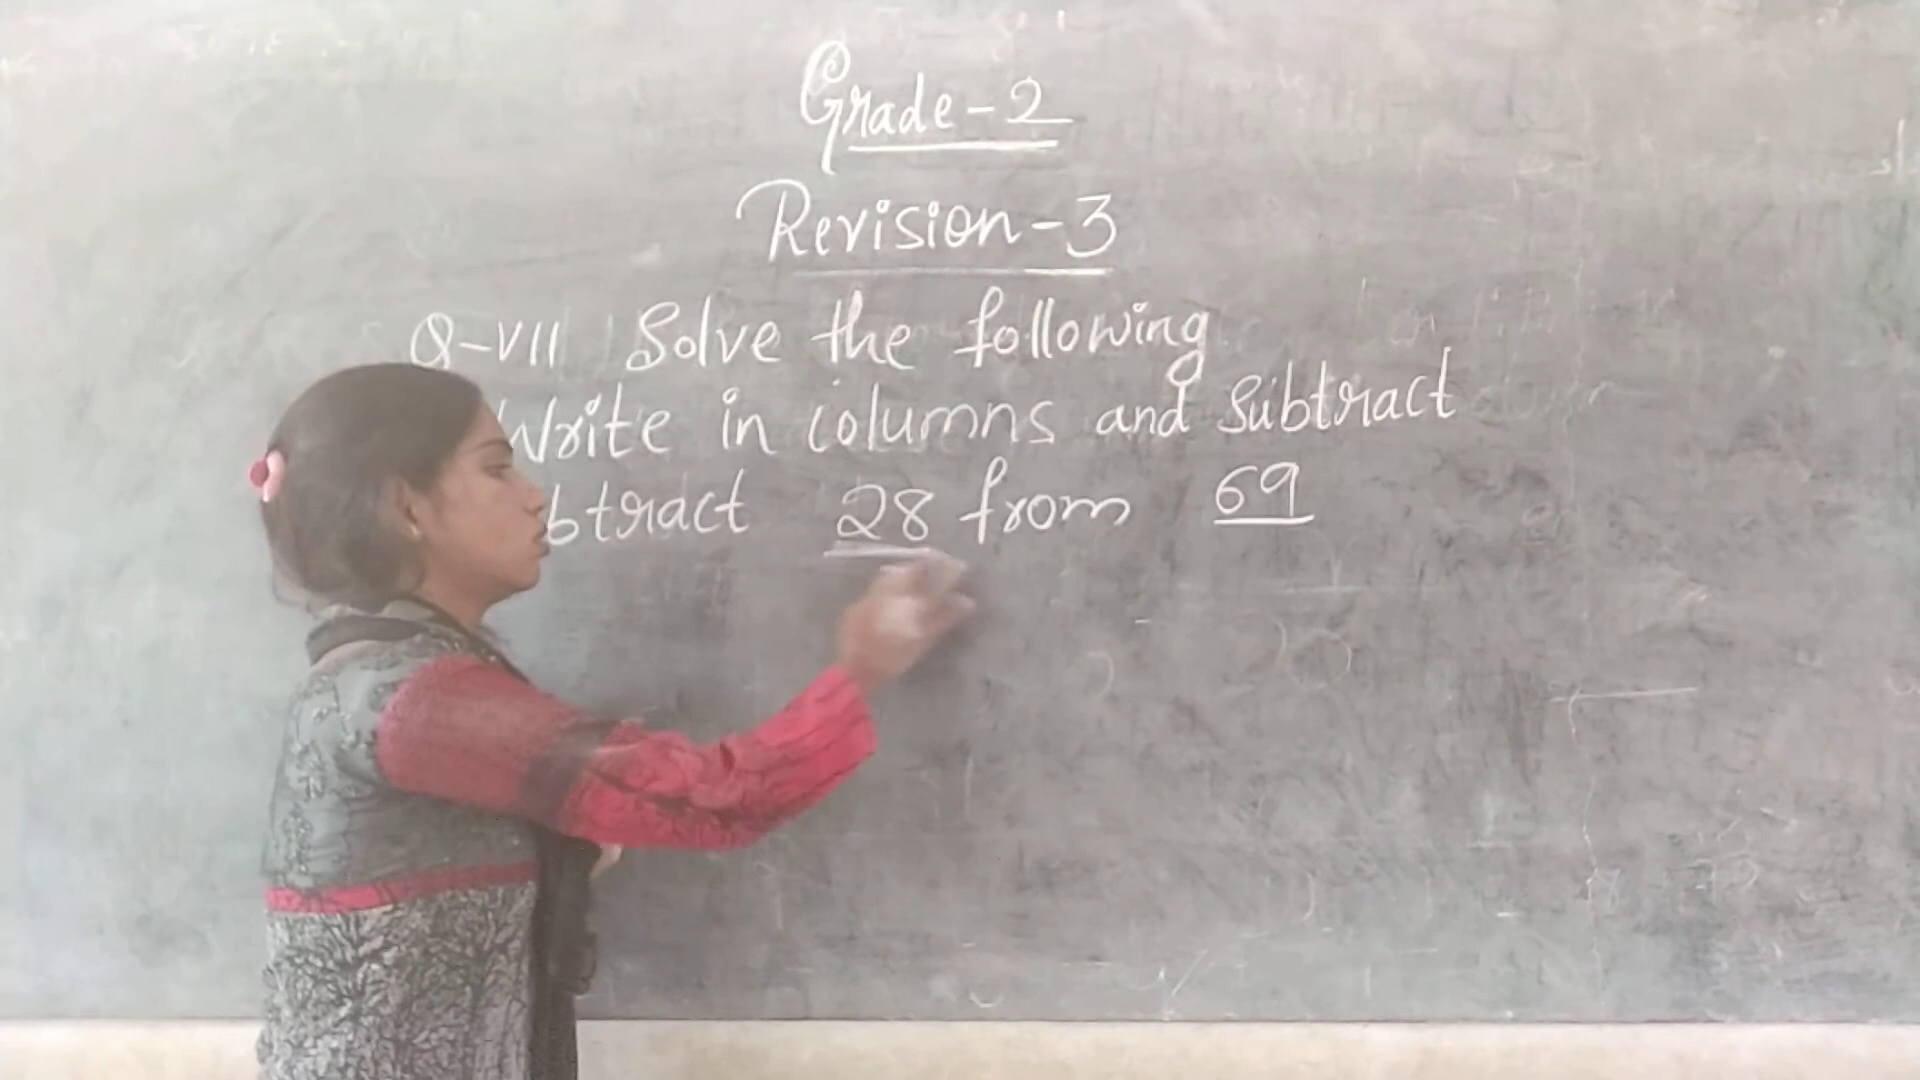 Grade-2
Revision-3
Q-VII Solve the following
Write in columns and Subtract
btract 28 from 69